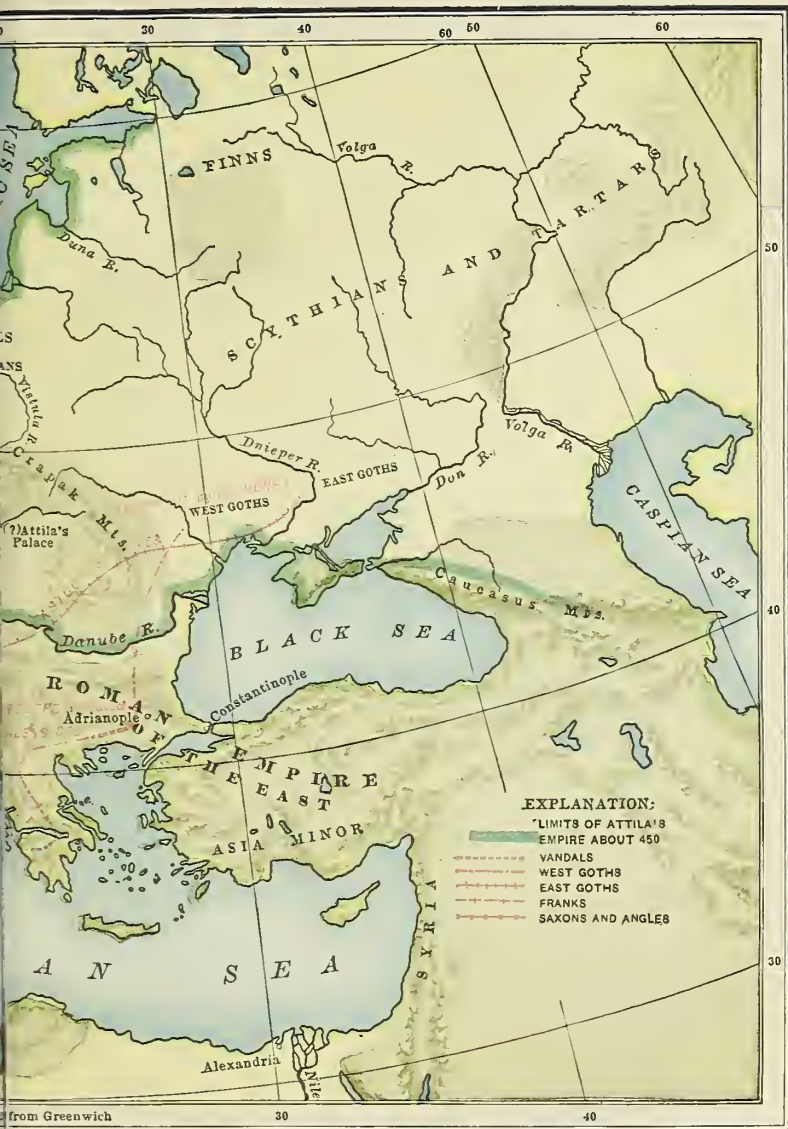 30 40 60 50 60
FINNS
Volga R.
SCYTHIANS AND TARTARS
Duna R.
50
Vistula R.
Volga R.
Dnieper R.
EAST GOTHS
Don R.
WEST GOTHS
Crapak Mts.
(?)Attila's
Palace
CASPIAN SEA
Caucasus Mts.
40
Danube R.
BLACK SEA
Constantinople
ROMAN
Adrianople
OF
EMPIRE
THE EAST
ASIA MINOR
EXPLANATION:
LIMITS OF ATTILA'S
EMPIRE ABOUT 450
VANDALS
WEST GOTHS
EAST GOTHS
FRANKS
SAXONS AND ANGLES
SYRIA
AN SEA
30
Alexandria
Nile
from Greenwich
30 40